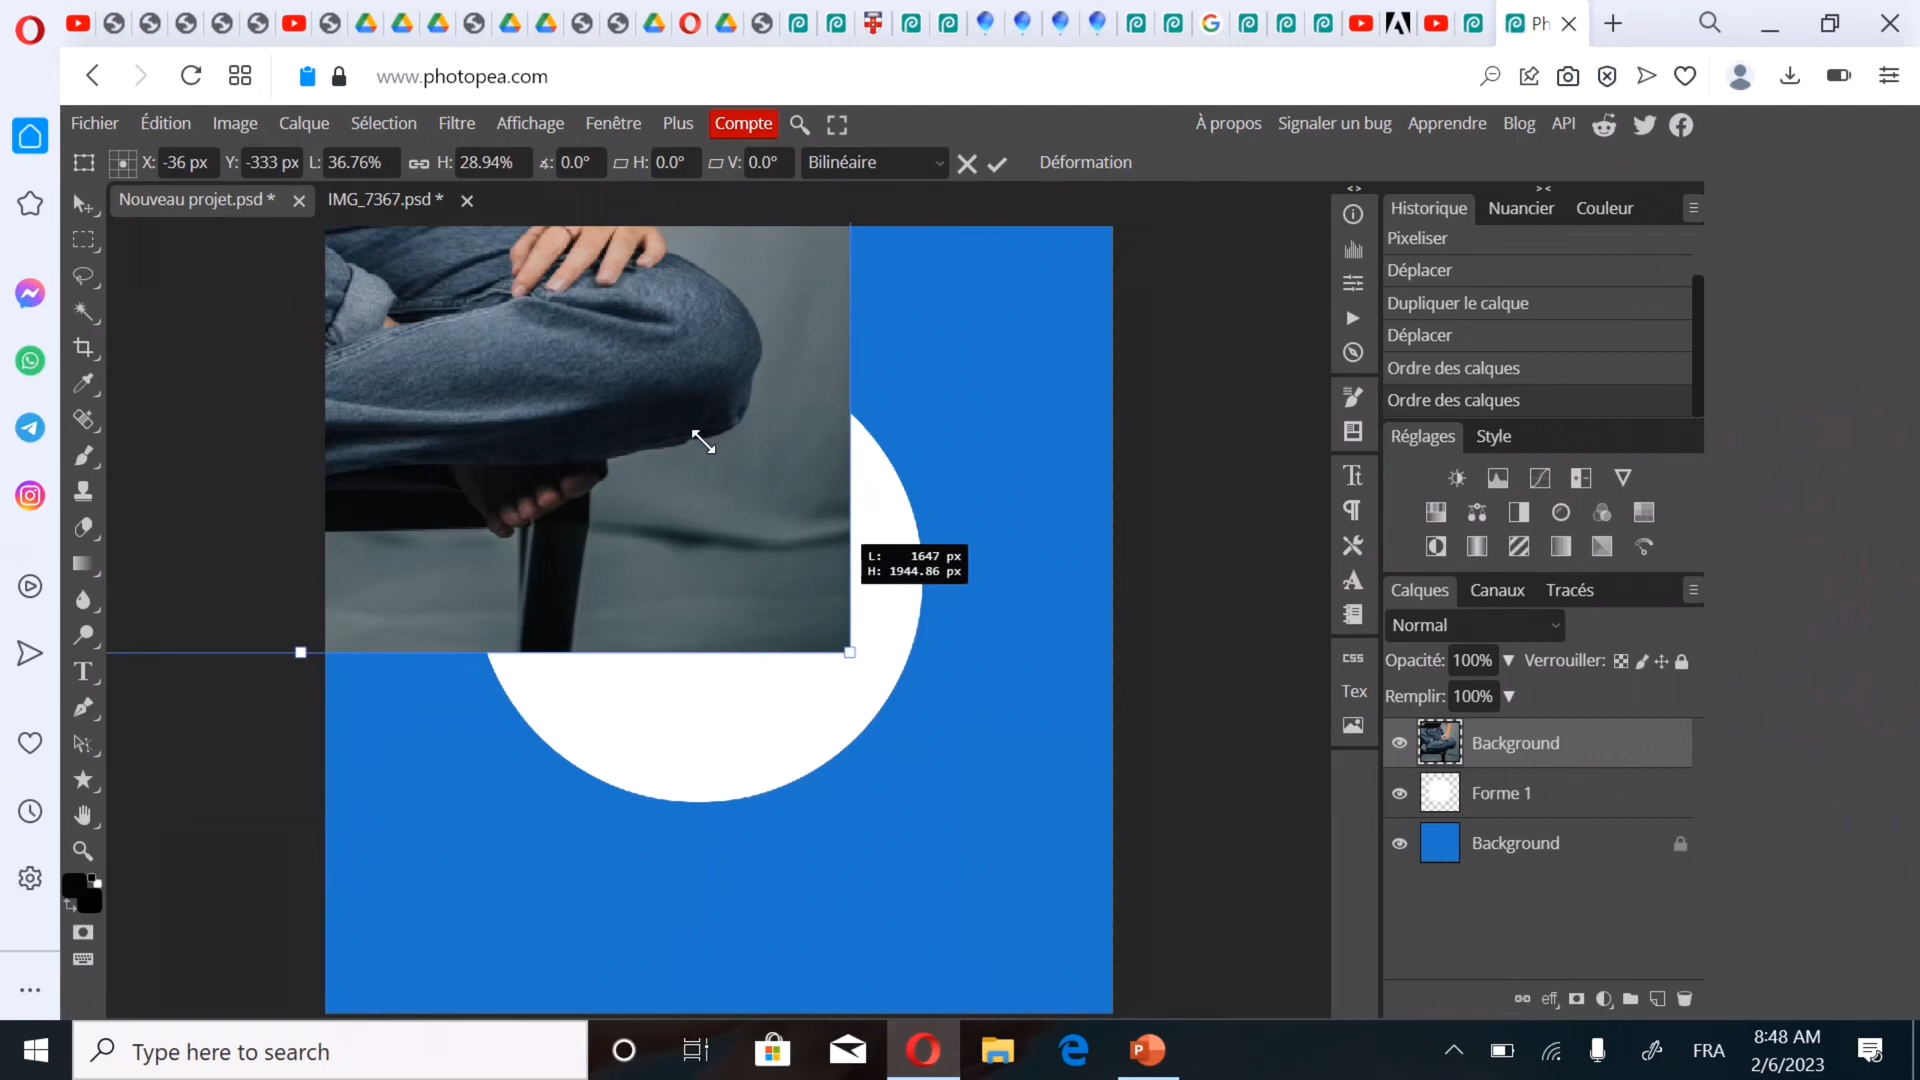 Ph
www.photopea.com
Fichier Édition Image Calque Sélection Filtre Affichage Fenêtre Plus Compte À propos Signaler un bug Apprendre Blog API
X: -36 px Y: -333 px L: 36.76% H: 28.94% 0.0° H: 0.0° V: 0.0° Bilinéaire Déformation
Nouveau projet.psd * IMG_7367.psd *
Historique Nuancier Couleur
Pixeliser
Déplacer
Dupliquer le calque
Déplacer
Ordre des calques
Ordre des calques
Réglages Style
L: 1647 px
H: 1944.86 px
Calques Canaux Tracés
Normal
CSS
Opacité: 100% Verrouiller:
Tex
Remplir: 100%
Background
Forme 1
Background
eff
Type here to search
FRA
8:48 AM
2/6/2023